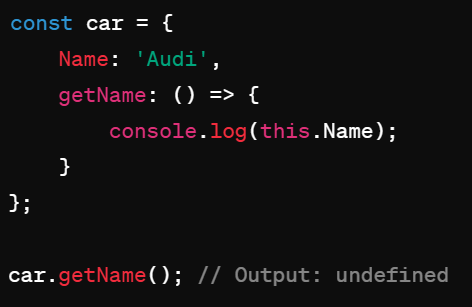 const car = {
    Name: 'Audi',
    getName: () => {
        console.log(this.Name);
    }
};

car.getName(); // Output: undefined